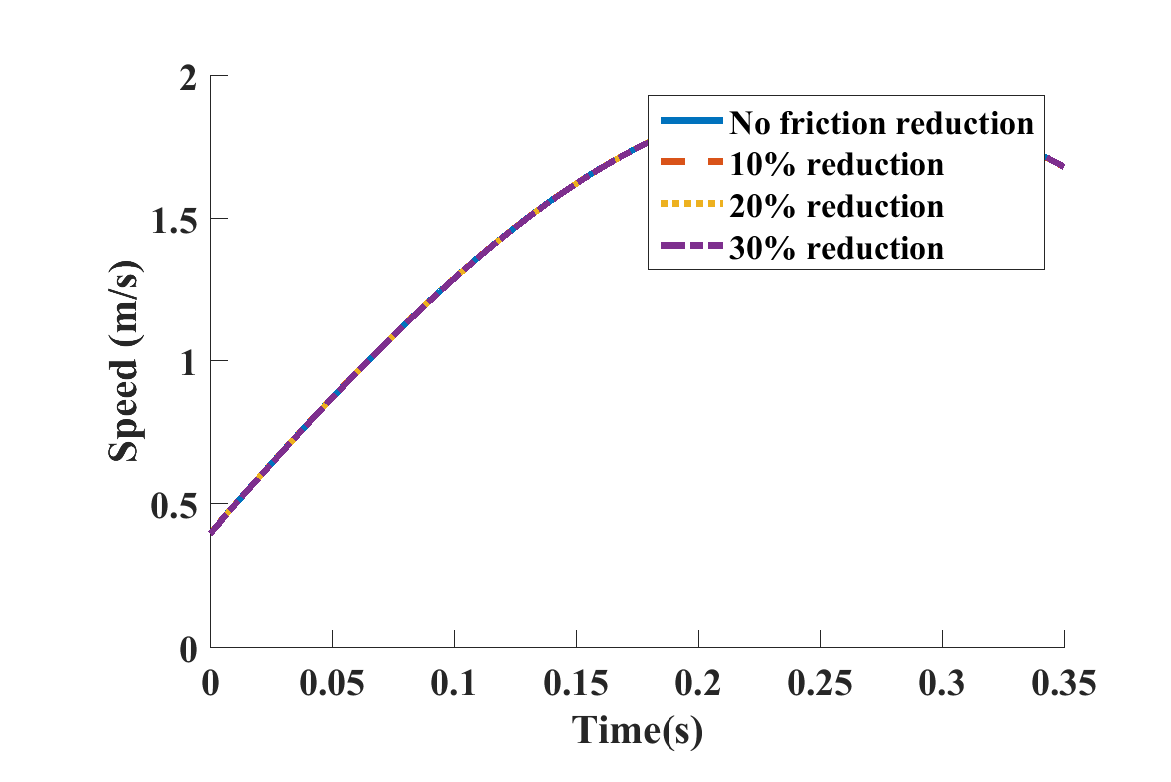 2
1.5
1
0.5
0
Speed (m/s)
No friction reduction
10% reduction
20% reduction
30% reduction
0 0.05 0.1 0.15 0.2 0.25 0.3 0.35
Time(s)